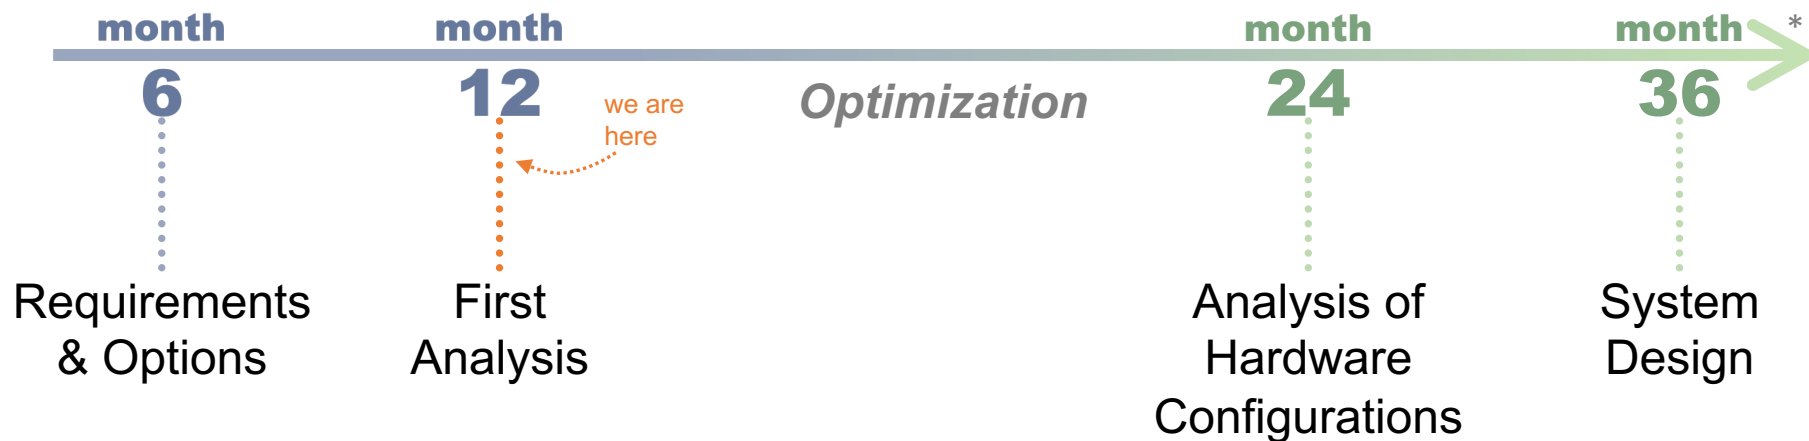 month
month
month
month
*
6
12
we are
here
Optimization
24
36
Requirements
& Options
First
Analysis
Analysis of
Hardware
Configurations
System
Design